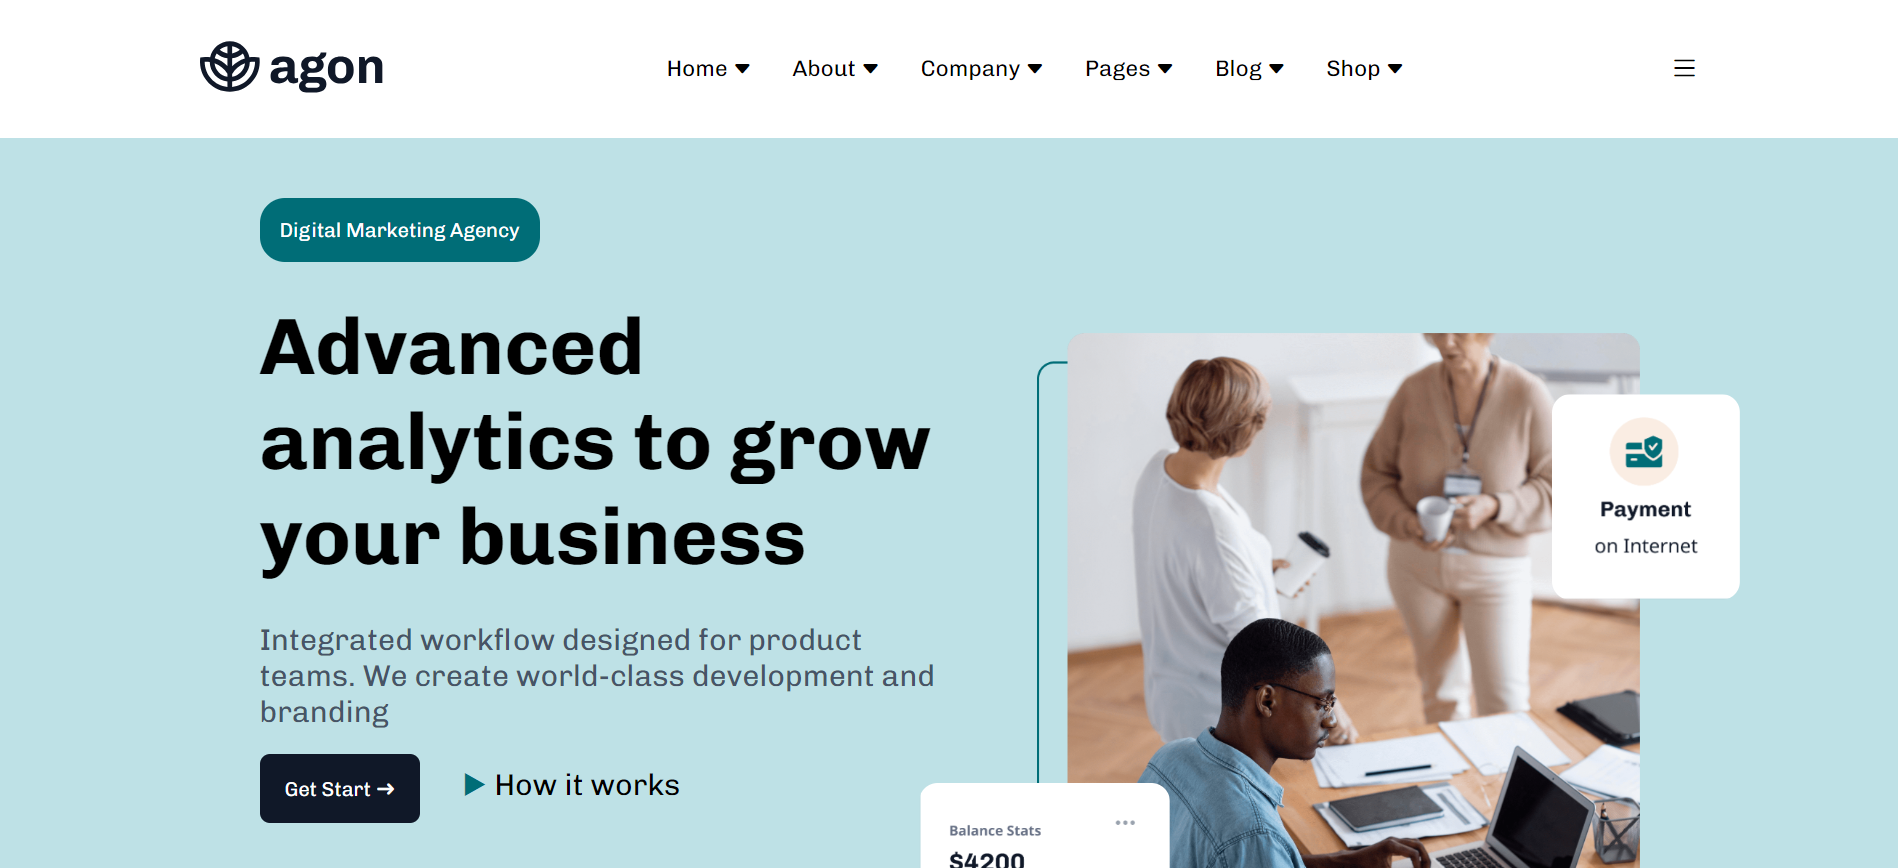 agon
Home About Company Pages Blog Shop
Digital Marketing Agency
Advanced
analytics to grow
your business
Integrated workflow designed for product
teams. We create world-class development and
branding
Get Start →
How it works
Payment
on Internet
Balance Stats
$4200